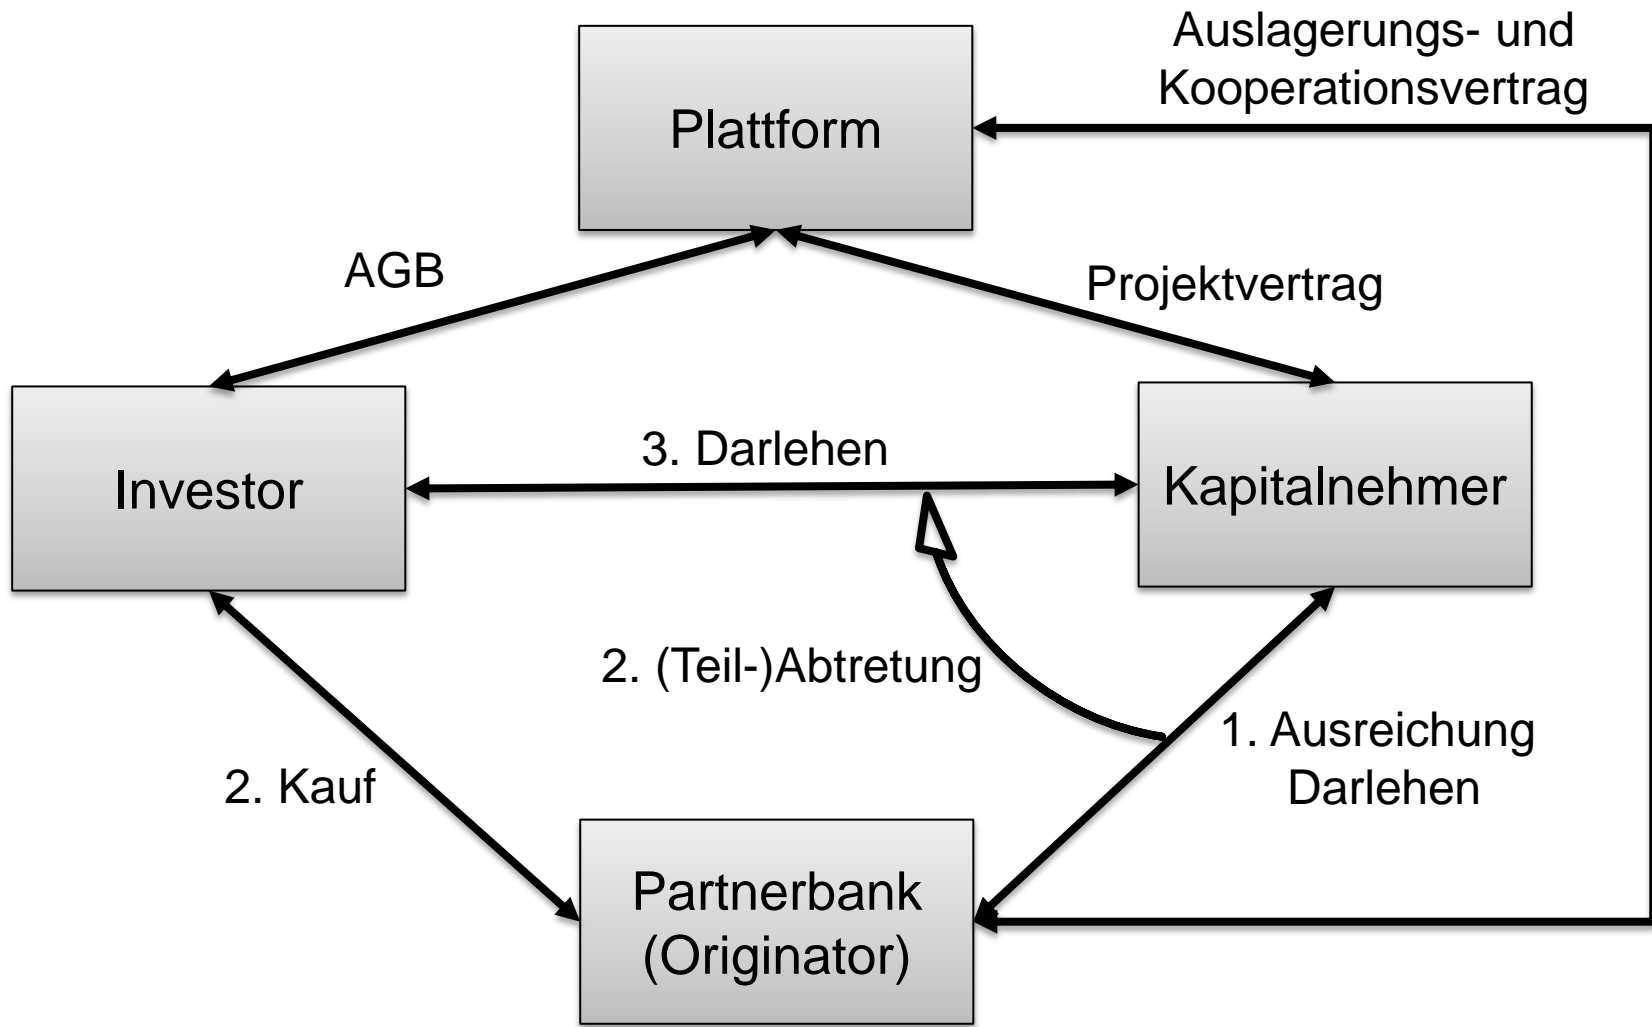 Auslagerungs- und
Kooperationsvertrag
Plattform
AGB
Projektvertrag
3. Darlehen
Investor
Kapitalnehmer
2. (Teil-)Abtretung
1. Ausreichung
Darlehen
2. Kauf
Partnerbank
(Originator)